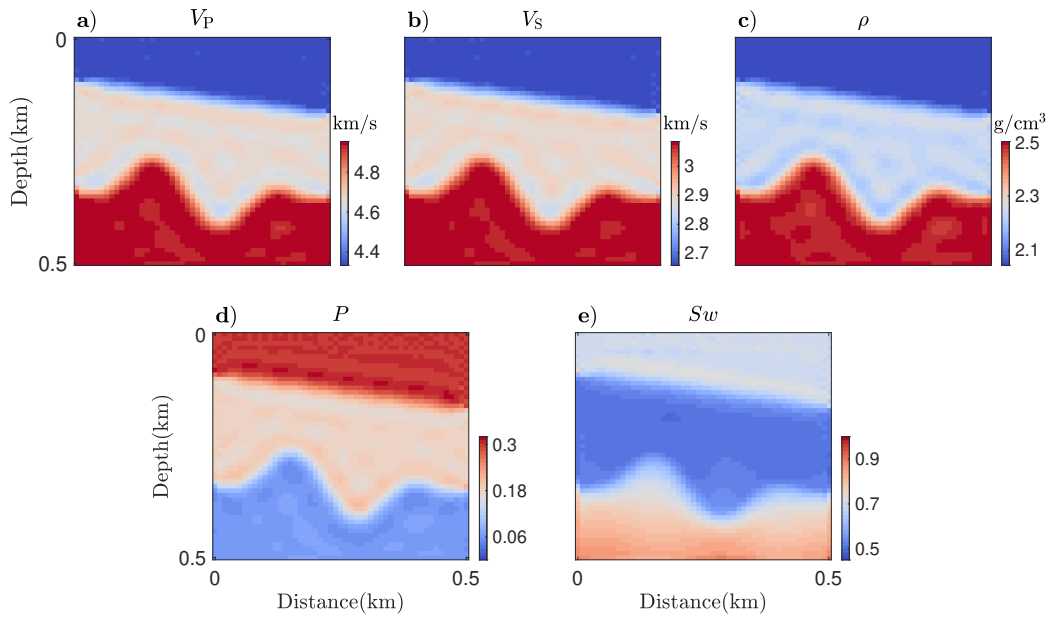 a) V_P
b) V_S
c) ρ
0
0.5
Depth(km)
km/s
4.8
4.6
4.4
km/s
3
2.9
2.8
2.7
g/cm³
2.5
2.3
2.1
d) P
e) Sw
0
0.5
Depth(km)
0.3
0.18
0.06
0.9
0.7
0.5
0 0.5
Distance(km)
0 0.5
Distance(km)